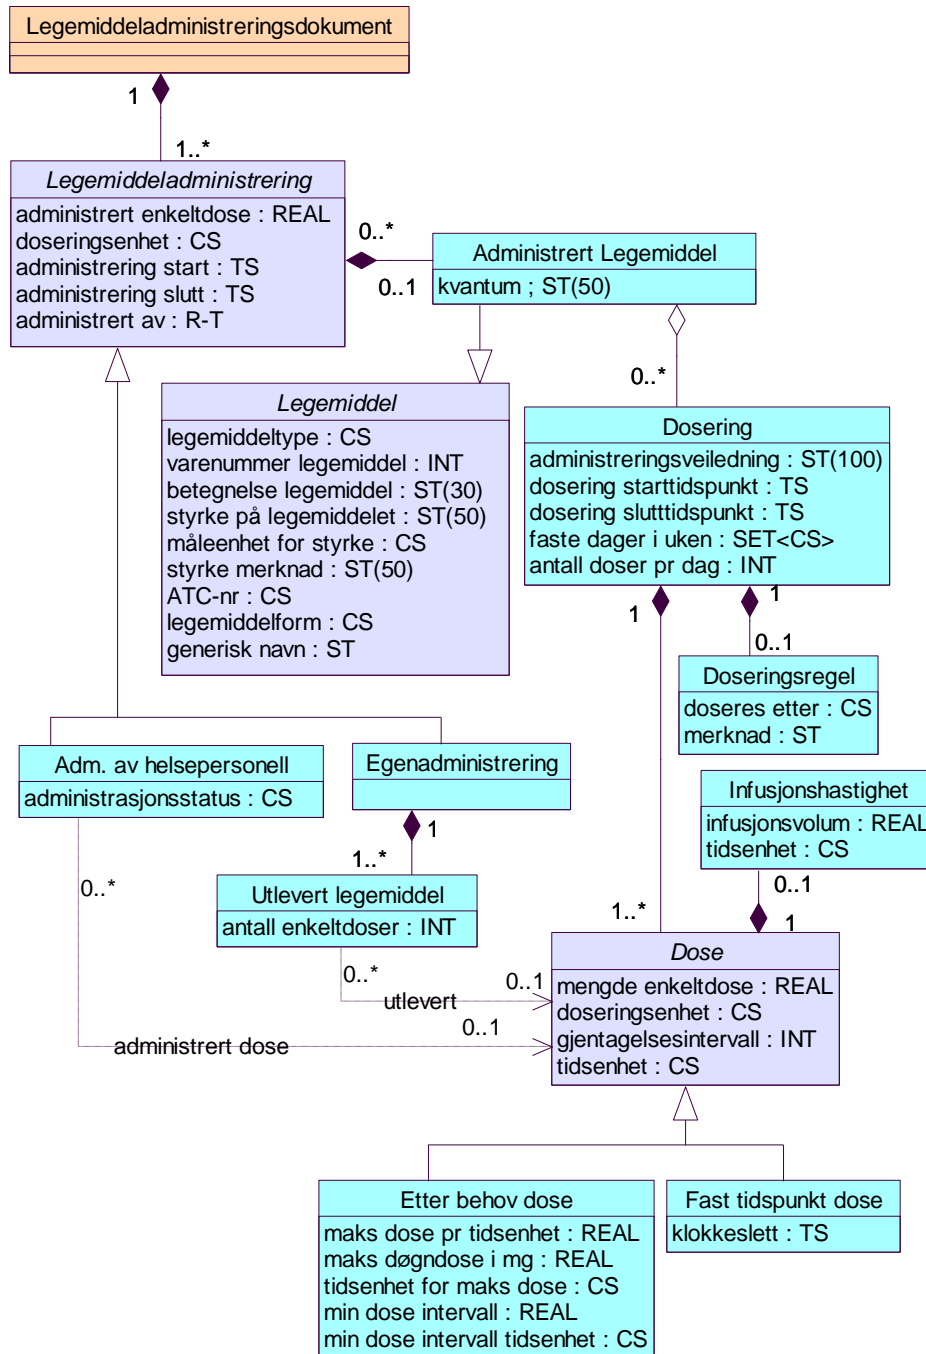 Legemiddeladministreringsdokument
1
1..*
Legemiddeladministrering
administrert enkeltdose : REAL
doseringsenhet : CS
administrering start : TS
administrering slutt : TS
administrert av : R-T
0..*
0..1
Administrert Legemiddel
kvantum ; ST(50)
0..*
Legemiddel
legemiddeltype : CS
varenummer legemiddel : INT
betegnelse legemiddel : ST(30)
styrke på legemiddelet : ST(50)
måleenhet for styrke : CS
styrke merknad : ST(50)
ATC-nr : CS
legemiddelform : CS
generisk navn : ST
Dosering
administreringsveiledning : ST(100)
dosering starttidspunkt : TS
dosering slutttidspunkt : TS
faste dager i uken : SET<CS>
antall doser pr dag : INT
1
1
0..1
Doseringsregel
doseres etter : CS
merknad : ST
Adm. av helsepersonell
administrasjonsstatus : CS
Egenadministrering
1
1..*
Infusjonshastighet
infusjonsvolum : REAL
tidsenhet : CS
0..1
1
0..*
Utlevert legemiddel
antall enkeltdoser : INT
1..*
0..*
utlevert
0..1
0..1
administrert dose
Dose
mengde enkeltdose : REAL
doseringsenhet : CS
gjentagelsesintervall : INT
tidsenhet : CS
Etter behov dose
maks dose pr tidsenhet : REAL
maks døgndose i mg : REAL
tidsenhet for maks dose : CS
min dose intervall : REAL
min dose intervall tidsenhet : CS
Fast tidspunkt dose
klokkeslett : TS